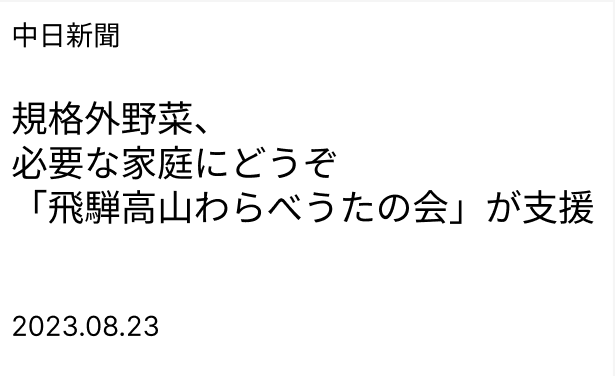 中日新聞
規格外野菜、
必要な家庭にどうぞ
「飛騨高山わらべうたの会」が支援
2023.08.23